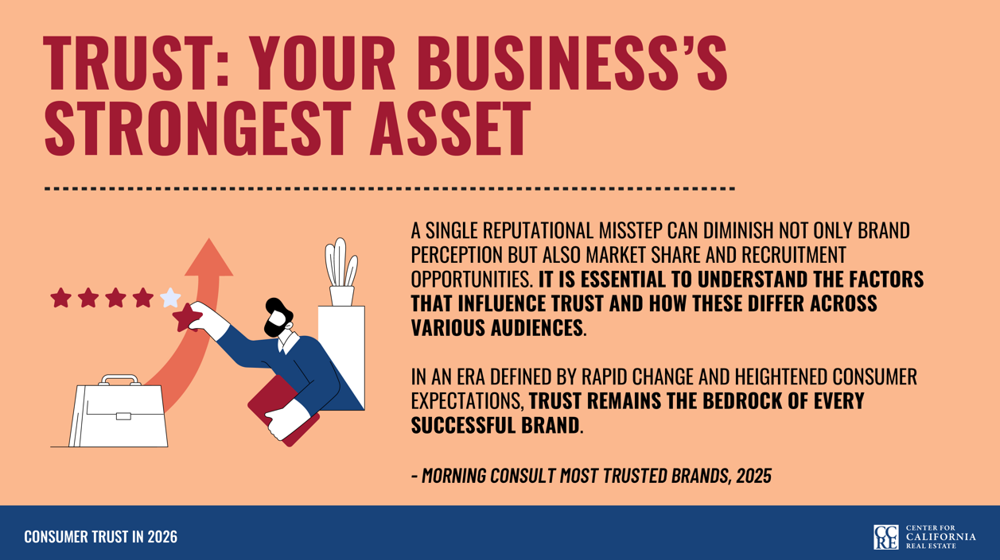 TRUST: YOUR BUSINESS’S
STRONGEST ASSET
A SINGLE REPUTATIONAL MISSTEP CAN DIMINISH NOT ONLY BRAND
PERCEPTION BUT ALSO MARKET SHARE AND RECRUITMENT
OPPORTUNITIES. IT IS ESSENTIAL TO UNDERSTAND THE FACTORS
THAT INFLUENCE TRUST AND HOW THESE DIFFER ACROSS
VARIOUS AUDIENCES.
IN AN ERA DEFINED BY RAPID CHANGE AND HEIGHTENED CONSUMER
EXPECTATIONS, TRUST REMAINS THE BEDROCK OF EVERY
SUCCESSFUL BRAND.
- MORNING CONSULT MOST TRUSTED BRANDS, 2025
CONSUMER TRUST IN 2026
CC
RE
CENTER FOR
CALIFORNIA
REAL ESTATE